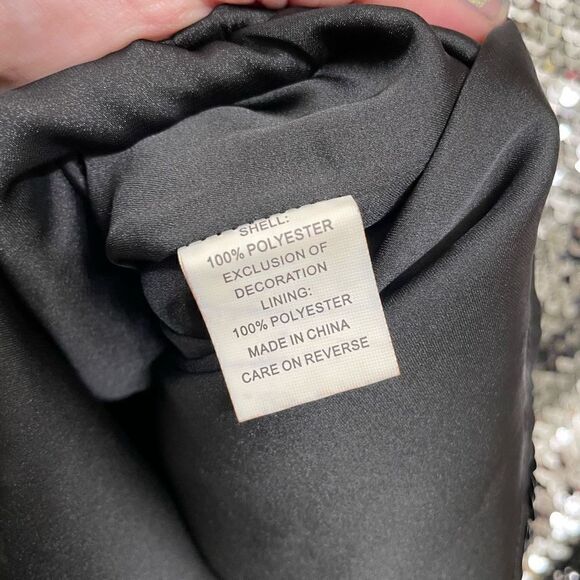 SHELL:
100% POLYESTER
EXCLUSION OF
DECORATION
LINING:
100% POLYESTER
MADE IN CHINA
CARE ON REVERSE